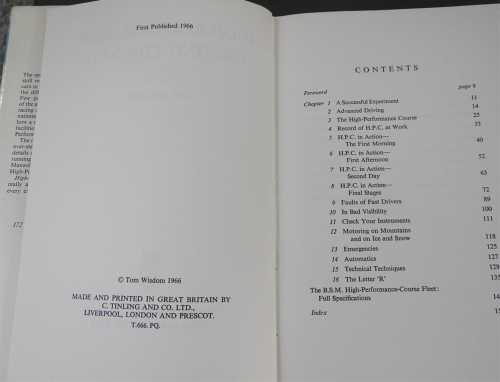 First Published 1966
© Tom Wisdom 1966
MADE AND PRINTED IN GREAT BRITAIN BY
C. TINLING AND CO. LTD.,
LIVERPOOL, LONDON AND PRESCOT.
T.666. PQ.
172
CONTENTS
Foreword page 9
Chapter 1 A Successful Experiment 11
2 Advanced Driving 14
3 The High-Performance Course 25
4 Record of H.P.C. at Work 35
5 H.P.C. in Action—
The First Morning 40
6 H.P.C. in Action—
First Afternoon 52
7 H.P.C. in Action—
Second Day 63
8 H.P.C. in Action—
Final Stages 72
9 Faults of Fast Drivers 89
10 In Bad Visibility 100
11 Check Your Instruments 111
12 Motoring on Mountains
and on Ice and Snow 118
13 Emergencies 125
14 Automatics 127
15 Technical Techniques 128
16 The Letter 'R' 135
The B.S.M. High-Performance-Course Fleet:
Full Specifications
Index